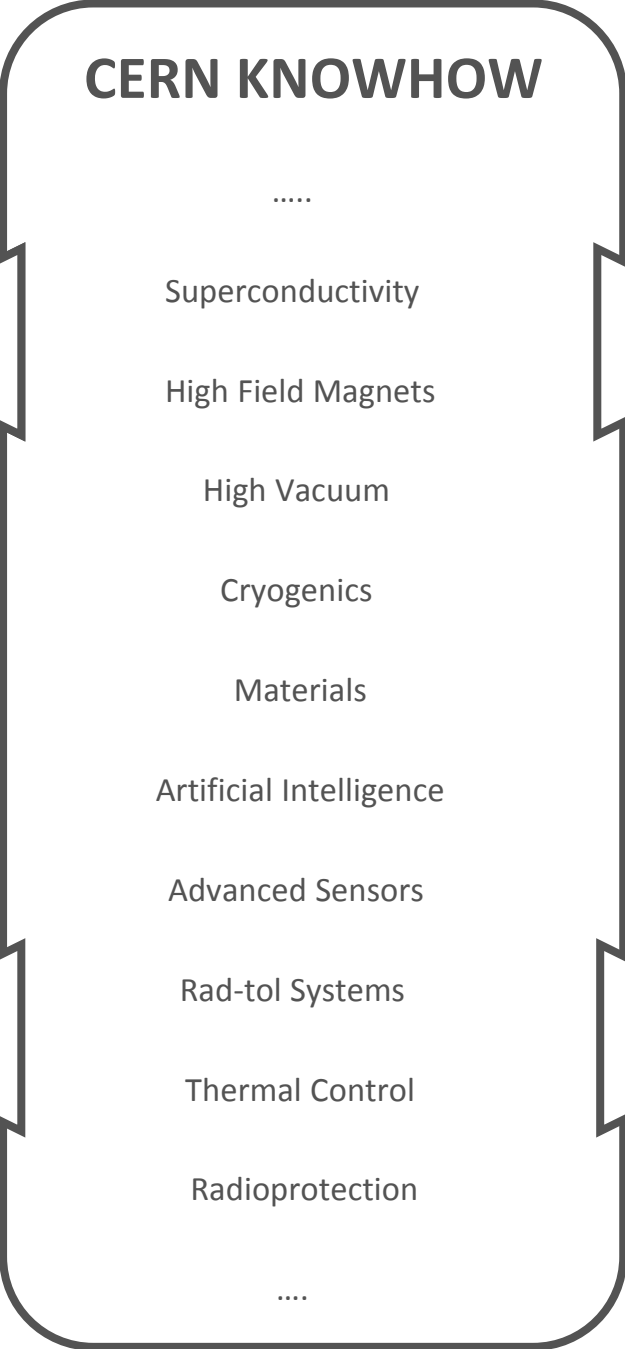 CERN KNOWHOW
.....
Superconductivity
High Field Magnets
High Vacuum
Cryogenics
Materials
Artificial Intelligence
Advanced Sensors
Rad-tol Systems
Thermal Control
Radioprotection
....